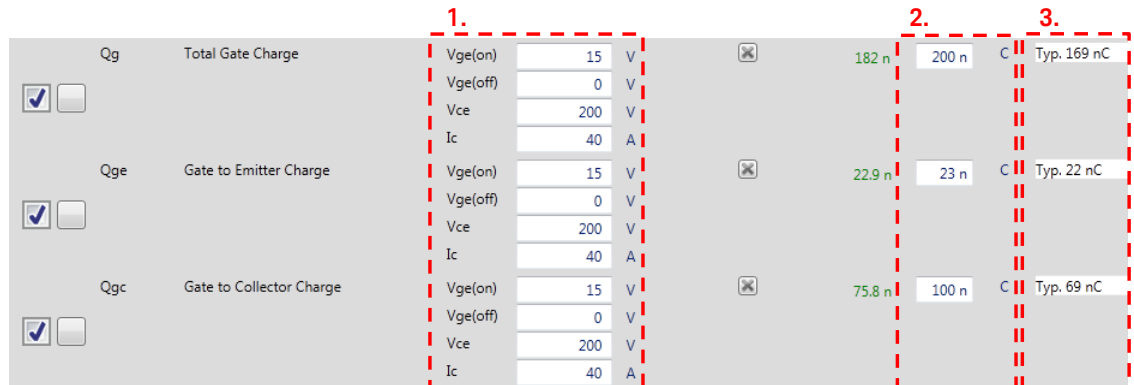 1. 2. 3.
Qg Total Gate Charge Vge(on) 15 V 182 n 200 n C Typ. 169 nC
Vge(off) 0 V
Vce 200 V
Ic 40 A
Qge Gate to Emitter Charge Vge(on) 15 V 22.9 n 23 n C Typ. 22 nC
Vge(off) 0 V
Vce 200 V
Ic 40 A
Qgc Gate to Collector Charge Vge(on) 15 V 75.8 n 100 n C Typ. 69 nC
Vge(off) 0 V
Vce 200 V
Ic 40 A